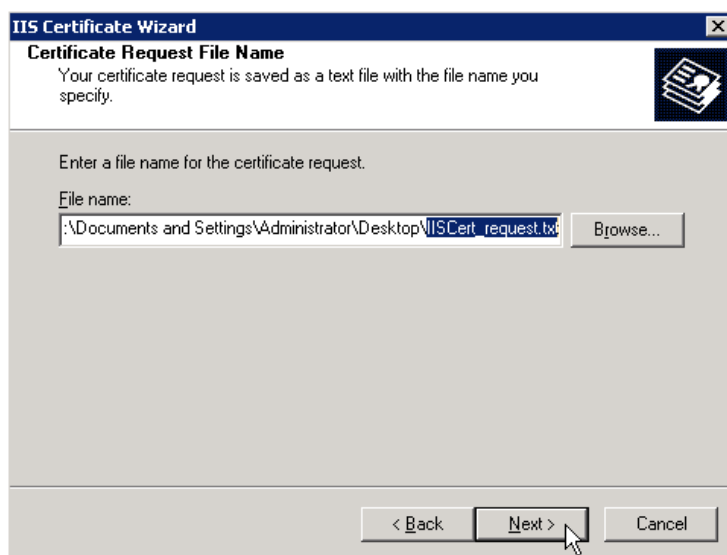 IIS Certificate Wizard
Certificate Request File Name
Your certificate request is saved as a text file with the file name you
specify.
Enter a file name for the certificate request.
File name:
:\Documents and Settings\Administrator\Desktop\IISCert_request.txt
Browse...
< Back
Next >
Cancel